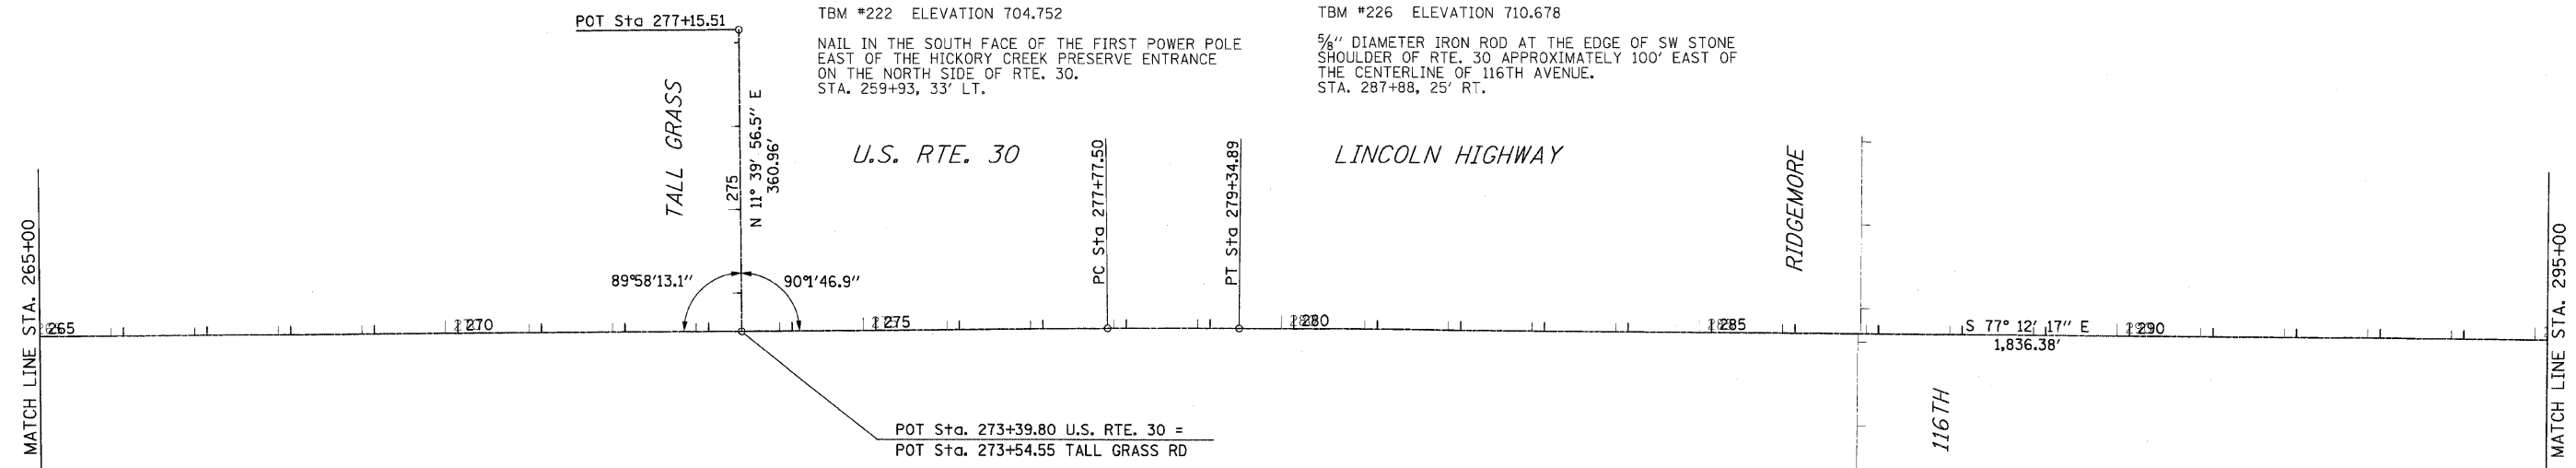 POT Sta 277+15.51
TBM #222 ELEVATION 704.752
NAIL IN THE SOUTH FACE OF THE FIRST POWER POLE
EAST OF THE HICKORY CREEK PRESERVE ENTRANCE
ON THE NORTH SIDE OF RTE. 30.
STA. 259+93, 33' LT.
TBM #226 ELEVATION 710.678
5/8" DIAMETER IRON ROD AT THE EDGE OF SW STONE
SHOULDER OF RTE. 30 APPROXIMATELY 100' EAST OF
THE CENTERLINE OF 116TH AVENUE.
STA. 287+88, 25' RT.
TALL GRASS
275
N 11° 39' 56.5" E
360.96'
U.S. RTE. 30
LINCOLN HIGHWAY
PC Sta 277+77.50
PT Sta 279+34.89
RIDGEMORE
MATCH LINE STA. 265+00
89°58'13.1"
90°1'46.9"
265
270
275
280
285
S 77° 12' 17" E
1,836.38'
290
MATCH LINE STA. 295+00
116TH
POT Sta. 273+39.80 U.S. RTE. 30 =
POT Sta. 273+54.55 TALL GRASS RD